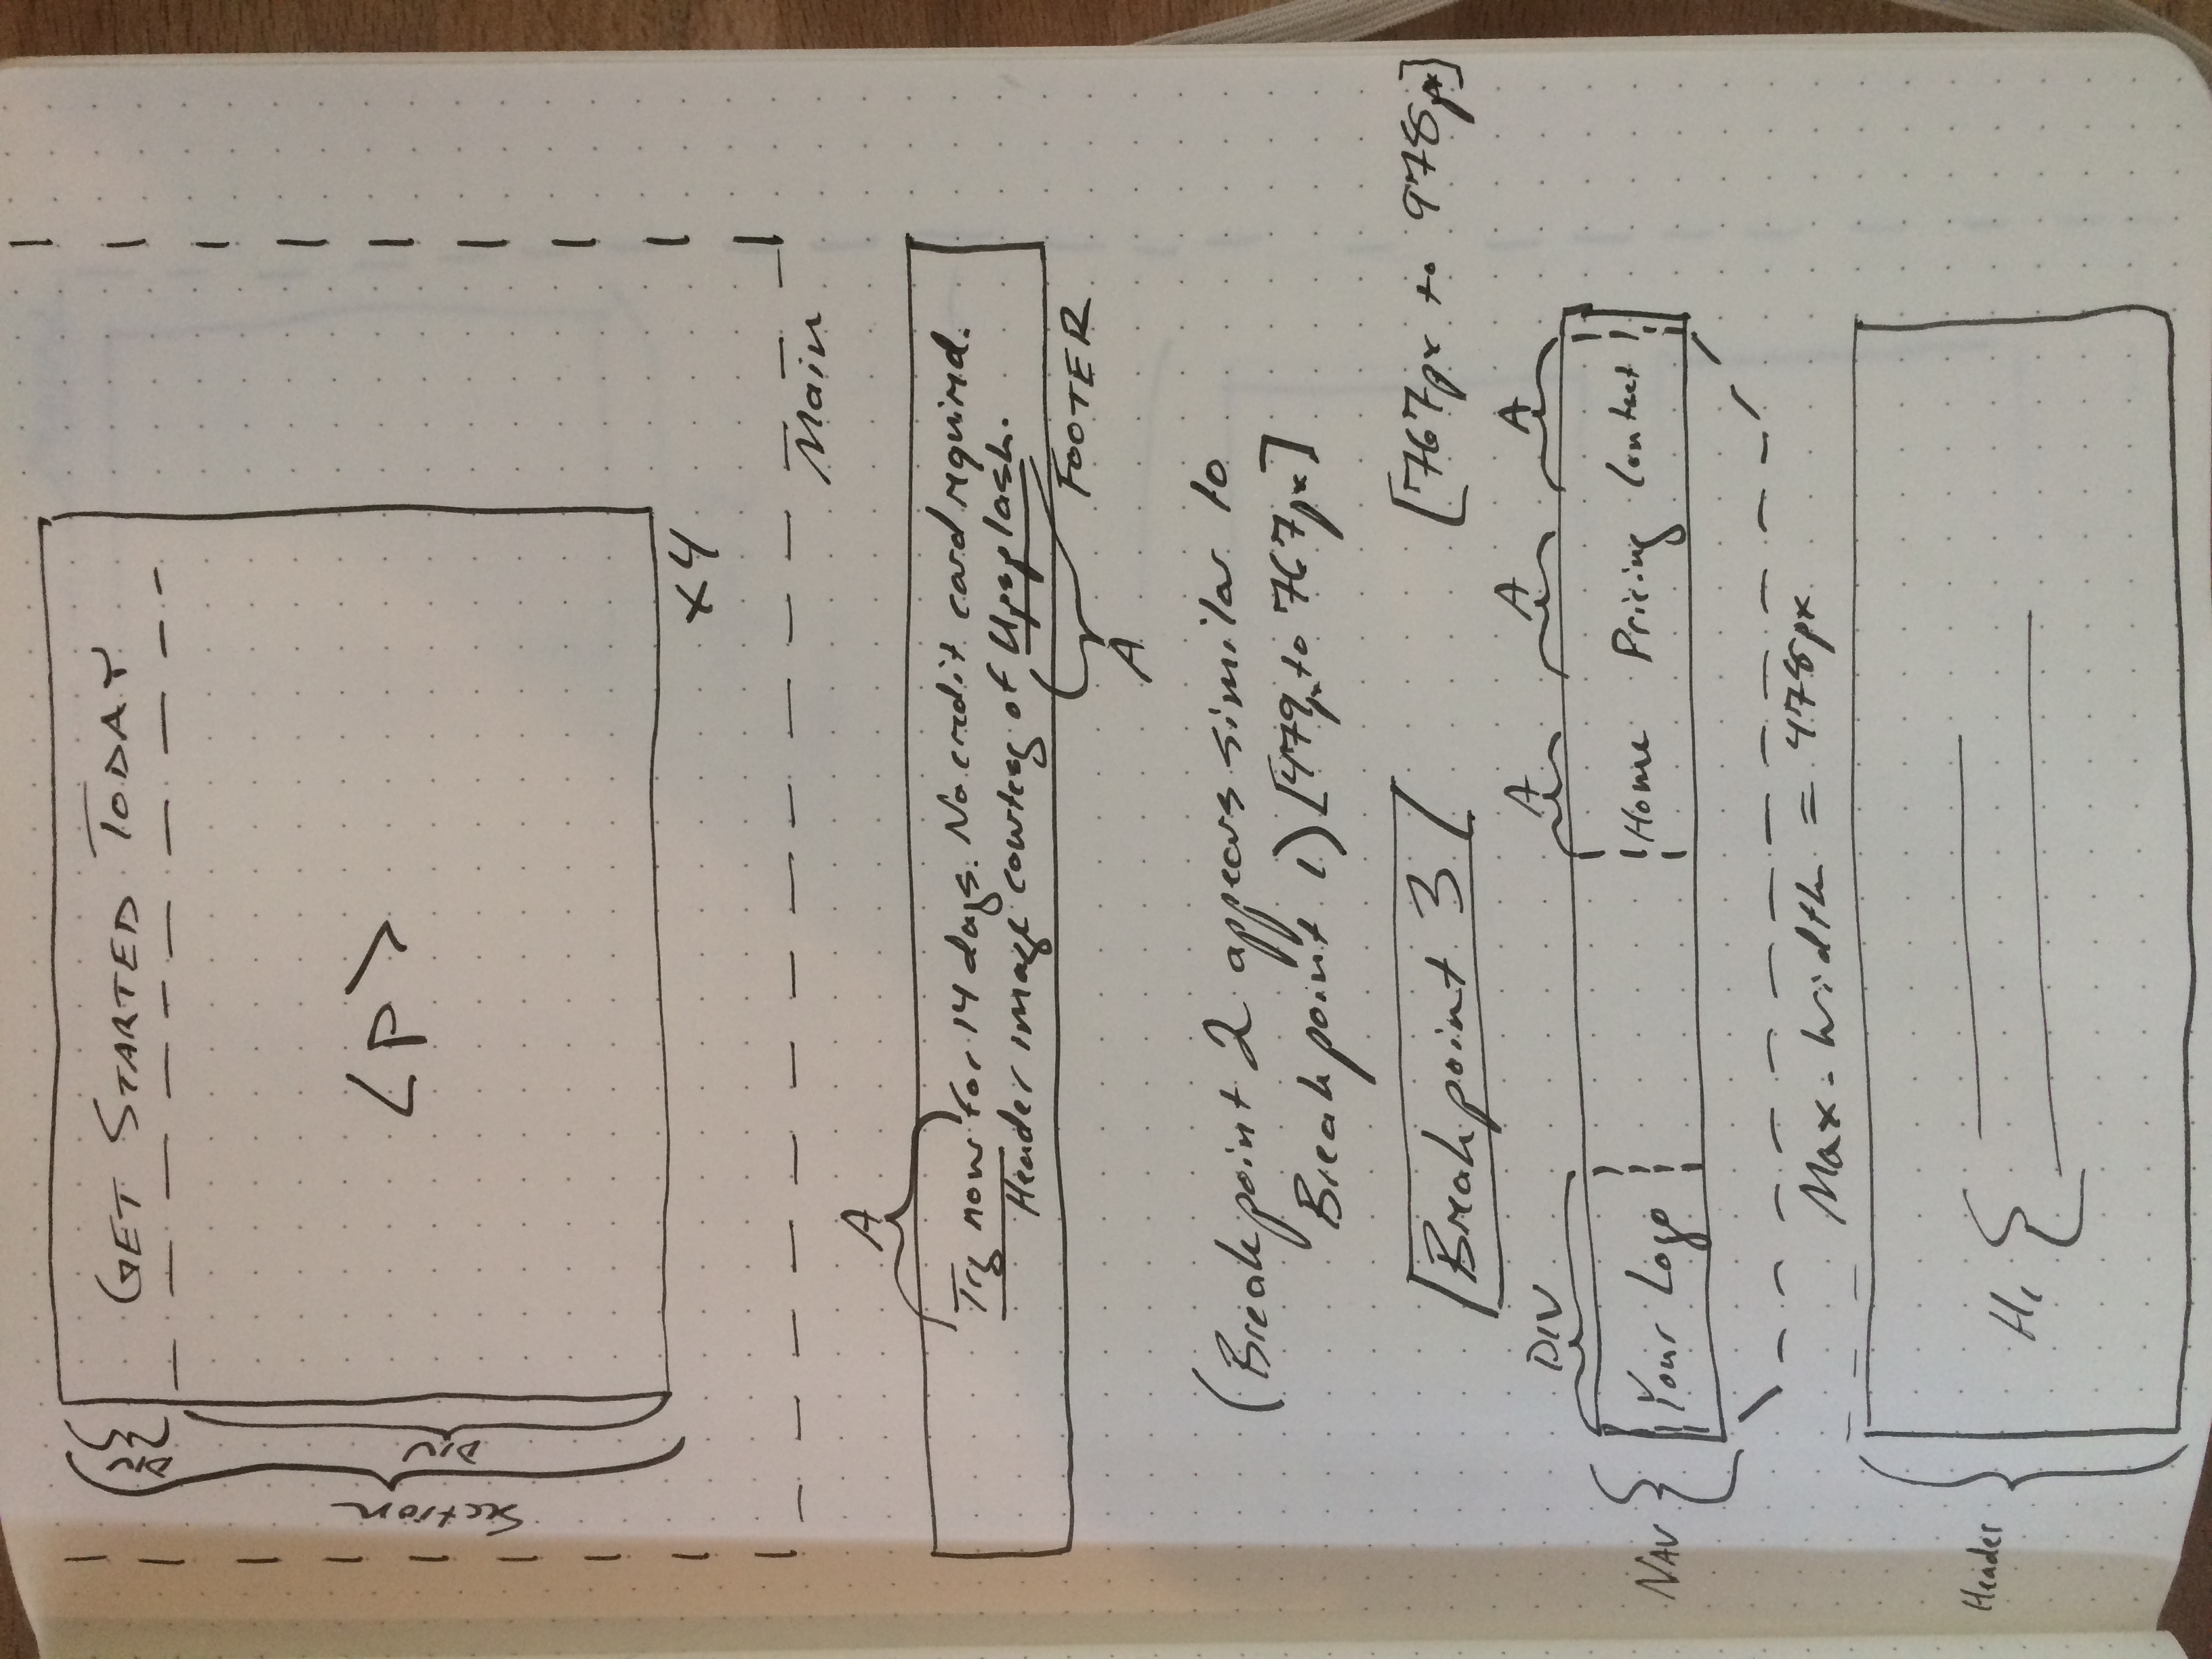 DIV
GET STARTED TODAY
Section
DIV
<p>
x4
Main
A
Try now for 14 days. No credit card required.
Header image courtesy of Upsplash.
FOOTER
A
(Breakpoint 2 appears similar to
Breakpoint 1) [479px to 767px]
Breakpoint 3 [767px to 978px]
DIV A A A
NAV Your Logo Home Pricing Contact
Max-Width = 478px
Header
H1